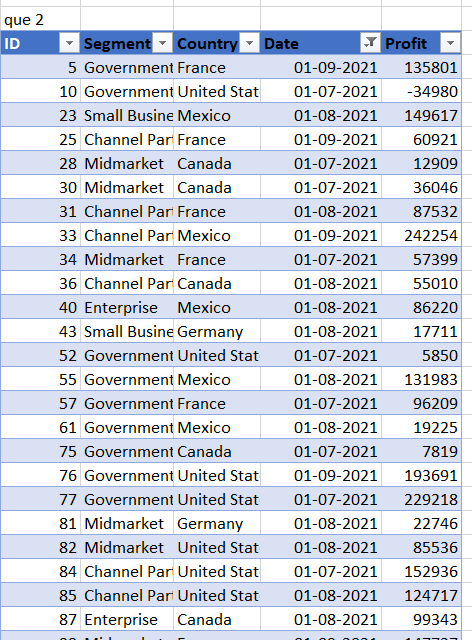 que 2
ID Segment Country Date Profit
5 Government France 01-09-2021 135801
10 Government United Stat 01-07-2021 -34980
23 Small Busine Mexico 01-08-2021 149617
25 Channel Par France 01-09-2021 60921
28 Midmarket Canada 01-07-2021 12909
30 Midmarket Canada 01-07-2021 36046
31 Channel Par France 01-08-2021 87532
33 Channel Par Mexico 01-09-2021 242254
34 Midmarket France 01-07-2021 57399
36 Channel Par Canada 01-08-2021 55010
40 Enterprise Mexico 01-08-2021 86220
43 Small Busine Germany 01-08-2021 17711
52 Government United Stat 01-07-2021 5850
55 Government Mexico 01-08-2021 131983
57 Government France 01-07-2021 96209
61 Government Mexico 01-08-2021 19225
75 Government Canada 01-07-2021 7819
76 Government United Stat 01-09-2021 193691
77 Government United Stat 01-07-2021 229218
81 Midmarket Germany 01-08-2021 22746
82 Midmarket United Stat 01-08-2021 85536
84 Channel Par United Stat 01-07-2021 152936
85 Channel Par United Stat 01-08-2021 124717
87 Enterprise Canada 01-08-2021 99343